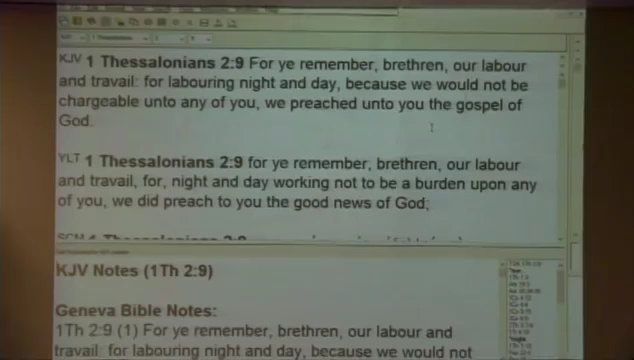 KJV 1 Thessalonians 2:9 For ye remember, brethren, our labour
and travail: for labouring night and day, because we would not be
chargeable unto any of you, we preached unto you the gospel of
God.
YLT 1 Thessalonians 2:9 for ye remember, brethren, our labour
and travail, for, night and day working not to be a burden upon any
of you, we did preach to you the good news of God;
KJV Notes (1Th 2:9)
Geneva Bible Notes:
1Th 2:9 (1) For ye remember, brethren, our labour and
travail: for labouring night and day, because we would not